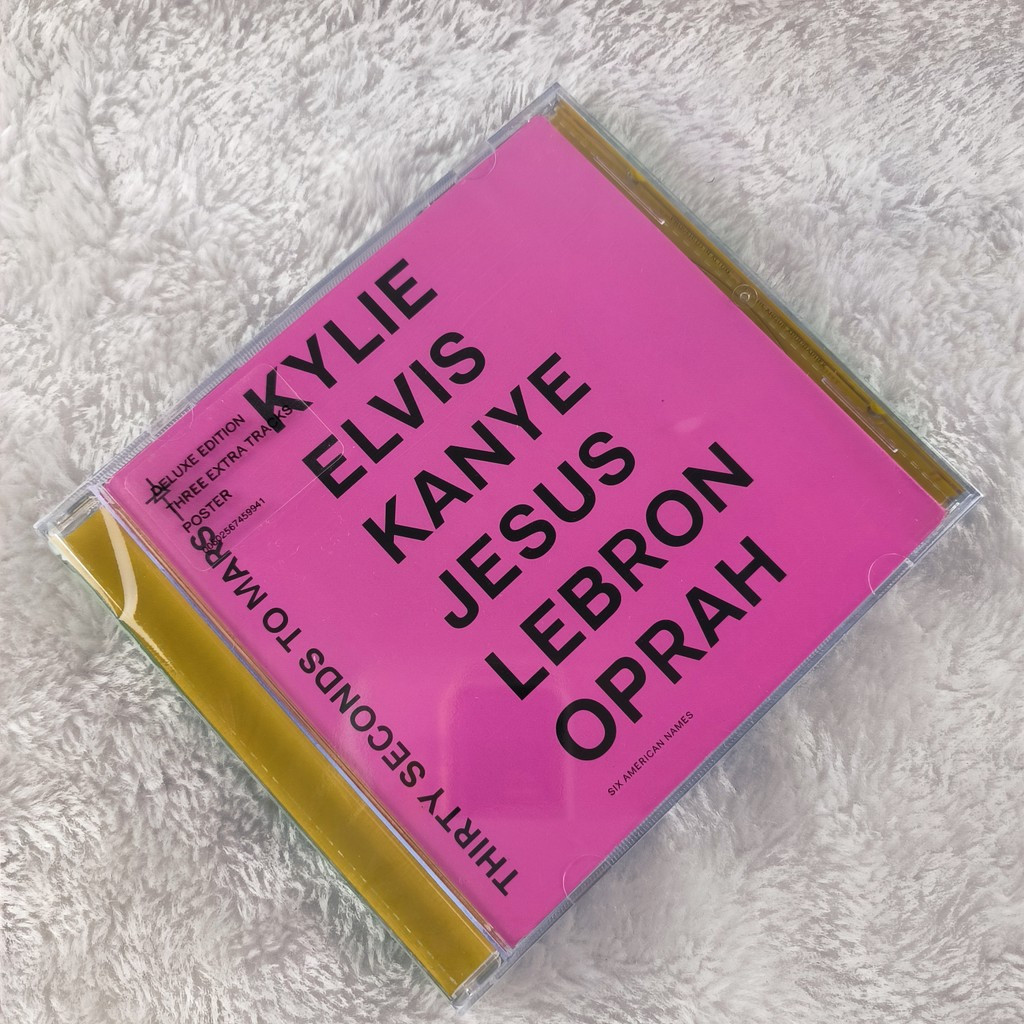 KYLIE
ELVIS
KANYE
JESUS
LEBRON
OPRAH
SIX AMERICAN NAMES
THIRTY SECONDS TO MARS
DELUXE EDITION
THREE EXTRA TRACKS
POSTER